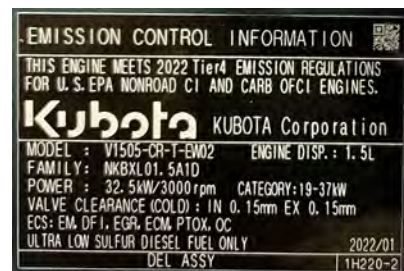 EMISSION CONTROL INFORMATION
THIS ENGINE MEETS 2022 Tier4 EMISSION REGULATIONS
FOR U.S. EPA NONROAD CI AND CARB OFCI ENGINES.
Kubota KUBOTA Corporation
MODEL : V1505-CR-T-EW02 ENGINE DISP.: 1.5L
FAMILY: NKBXL01.5A1D
POWER : 32.5kW/3000rpm CATEGORY:19-37kW
VALVE CLEARANCE(COLD) : IN 0.15mm EX 0.15mm
ECS: EM, DFI, EGR, ECM, PTOX, OC
ULTRA LOW SULFUR DIESEL FUEL ONLY 2022/01
DEL ASSY 1H220-2